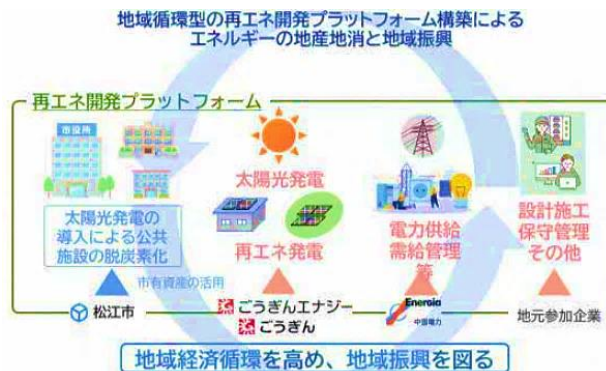 地域循環型の再エネ開発プラットフォーム構築による
エネルギーの地産地消と地域振興
再エネ開発プラットフォーム
市役所
太陽光発電の
導入による公共
施設の脱炭素化
市有資産の活用
松江市
太陽光発電
再エネ発電
ごうぎんエナジー
ごうぎん
電力供給
需給管理
等
Energia
中国電力
設計施工
保守管理
その他
地元参加企業
地域経済循環を高め、地域振興を図る